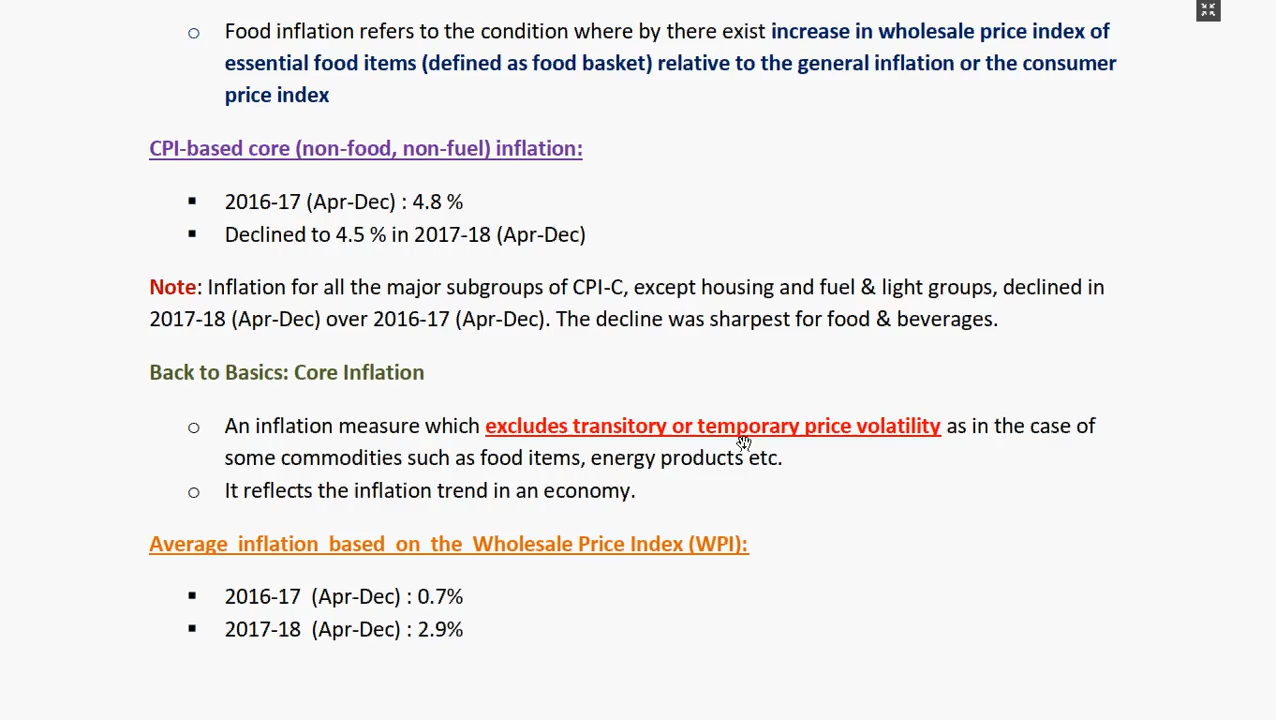 ○ Food inflation refers to the condition where by there exist increase in wholesale price index of
essential food items (defined as food basket) relative to the general inflation or the consumer
price index
CPI-based core (non-food, non-fuel) inflation:
▪ 2016-17 (Apr-Dec) : 4.8 %
▪ Declined to 4.5 % in 2017-18 (Apr-Dec)
Note: Inflation for all the major subgroups of CPI-C, except housing and fuel & light groups, declined in
2017-18 (Apr-Dec) over 2016-17 (Apr-Dec). The decline was sharpest for food & beverages.
Back to Basics: Core Inflation
○ An inflation measure which excludes transitory or temporary price volatility as in the case of
some commodities such as food items, energy products etc.
○ It reflects the inflation trend in an economy.
Average inflation based on the Wholesale Price Index (WPI):
▪ 2016-17 (Apr-Dec) : 0.7%
▪ 2017-18 (Apr-Dec) : 2.9%